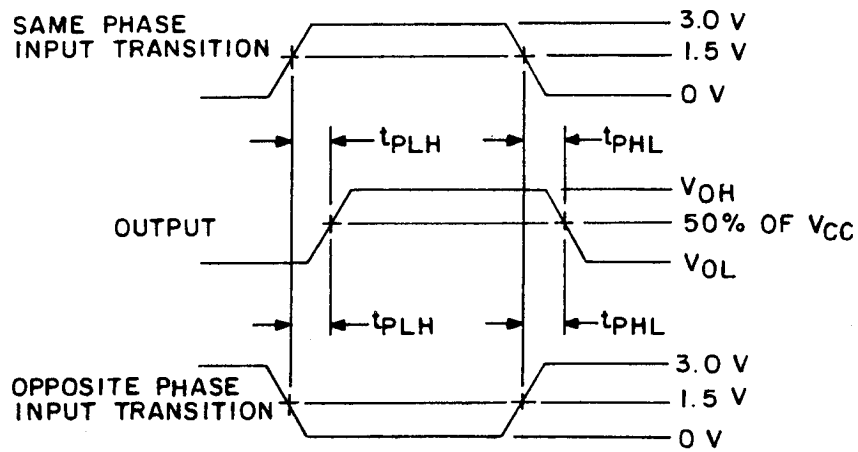 SAME PHASE
INPUT TRANSITION
3.0 V
1.5 V
0 V
tPLH
tPHL
OUTPUT
VOH
50% OF VCC
VOL
tPLH
tPHL
OPPOSITE PHASE
INPUT TRANSITION
3.0 V
1.5 V
0 V